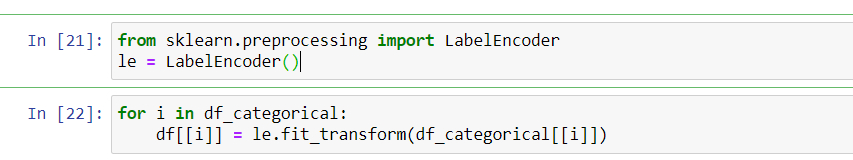 In [21]: from sklearn.preprocessing import LabelEncoder
le = LabelEncoder()
In [22]: for i in df_categorical:
    df[[i]] = le.fit_transform(df_categorical[[i]])